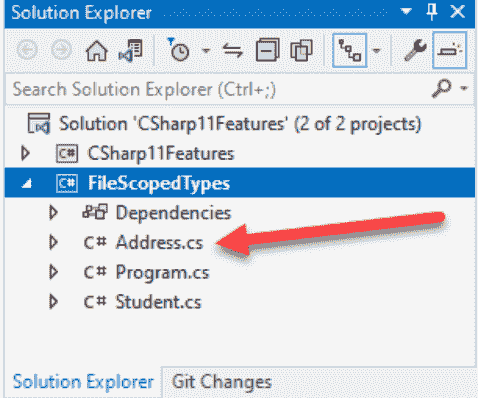 Solution Explorer
Search Solution Explorer (Ctrl+;)
Solution 'CSharp11Features' (2 of 2 projects)
C# CSharp11Features
C# FileScopedTypes
Dependencies
C# Address.cs
C# Program.cs
C# Student.cs
Solution Explorer Git Changes